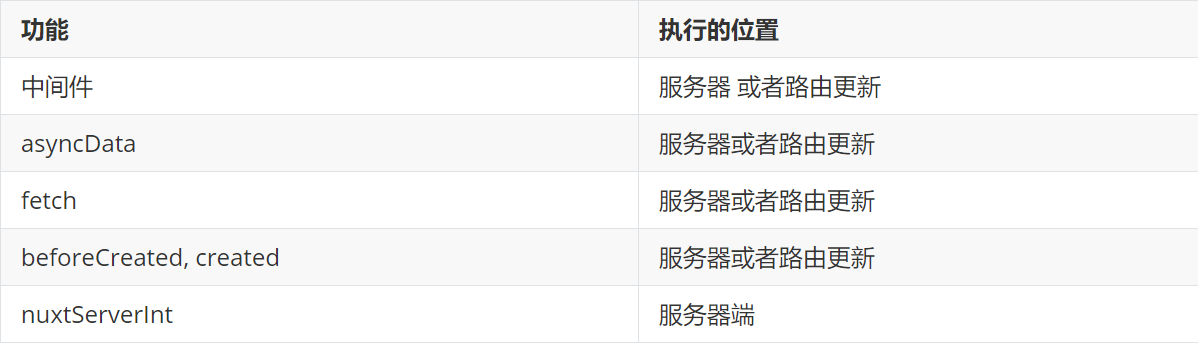 功能 执行的位置
中间件 服务器 或者路由更新
asyncData 服务器或者路由更新
fetch 服务器或者路由更新
beforeCreated, created 服务器或者路由更新
nuxtServerInt 服务器端